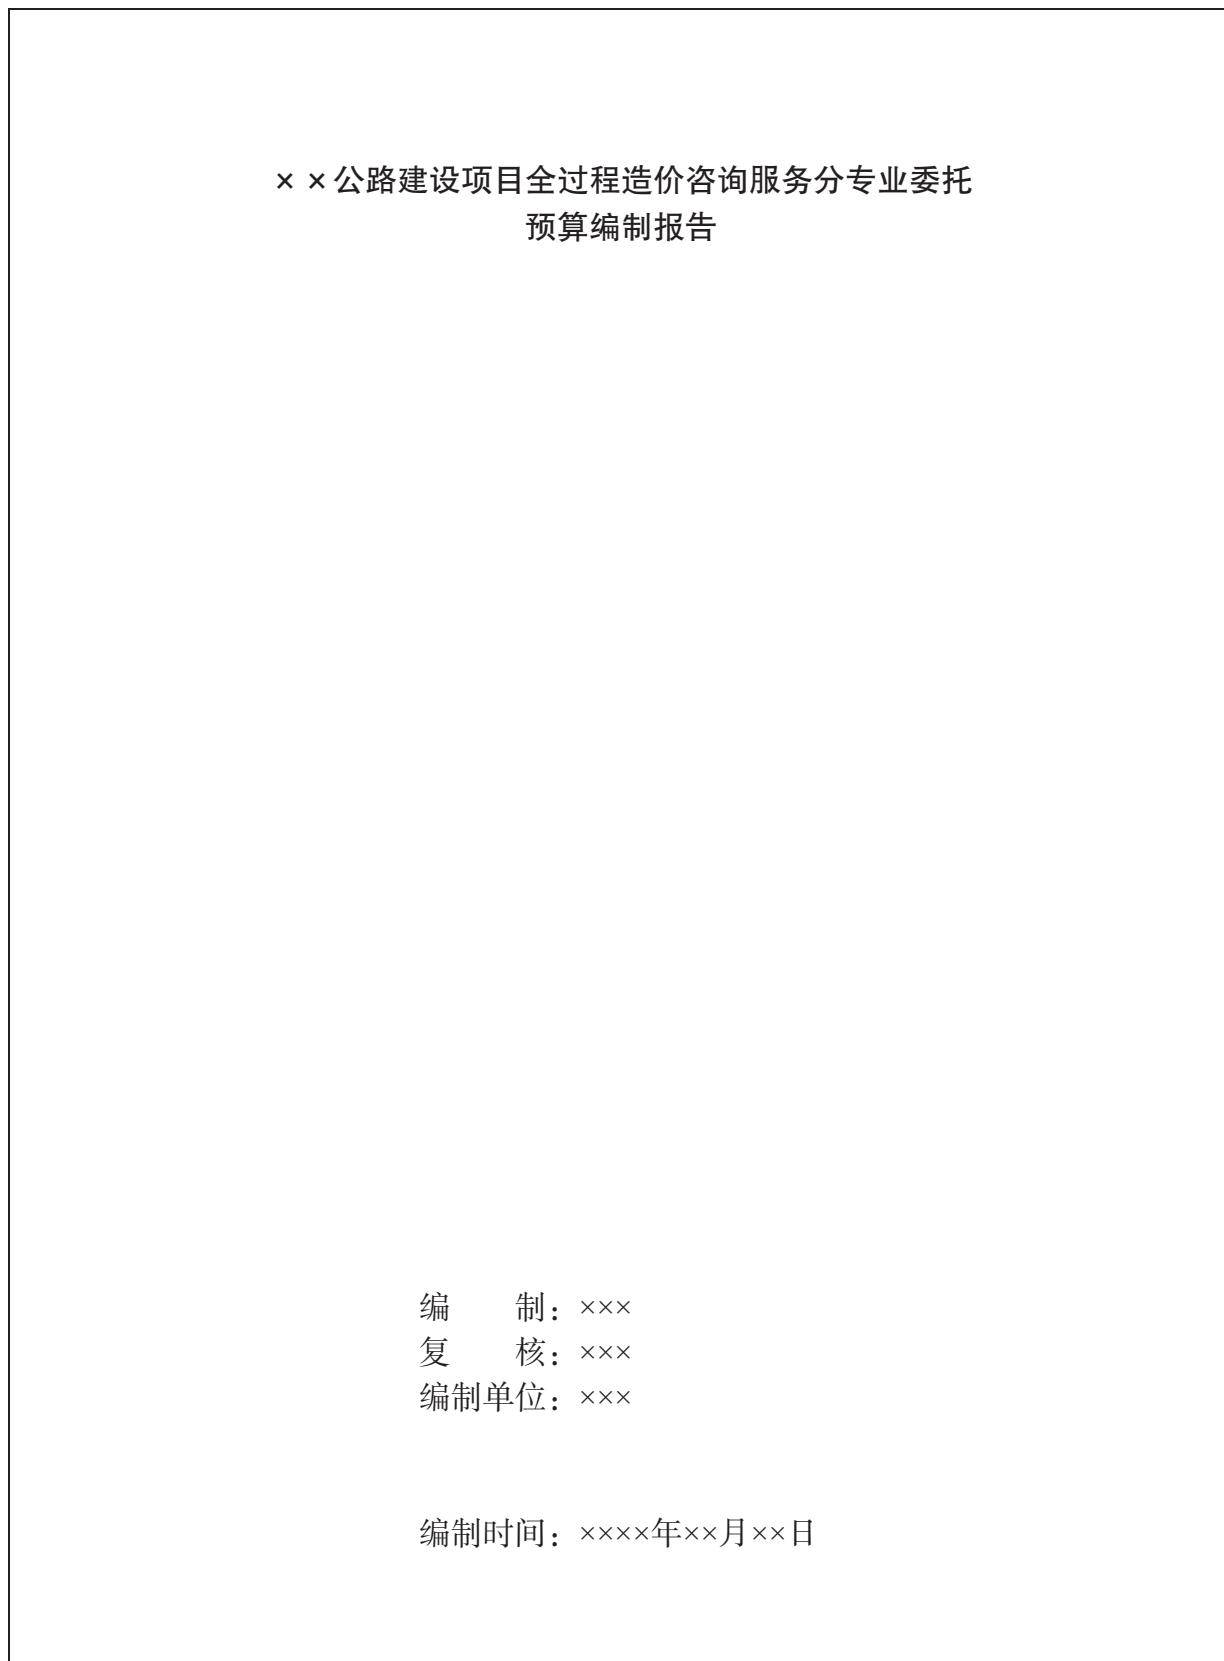 ××公路建设项目全过程造价咨询服务分专业委托
预算编制报告
编　　制：×××
复　　核：×××
编制单位：×××
编制时间：××××年××月××日